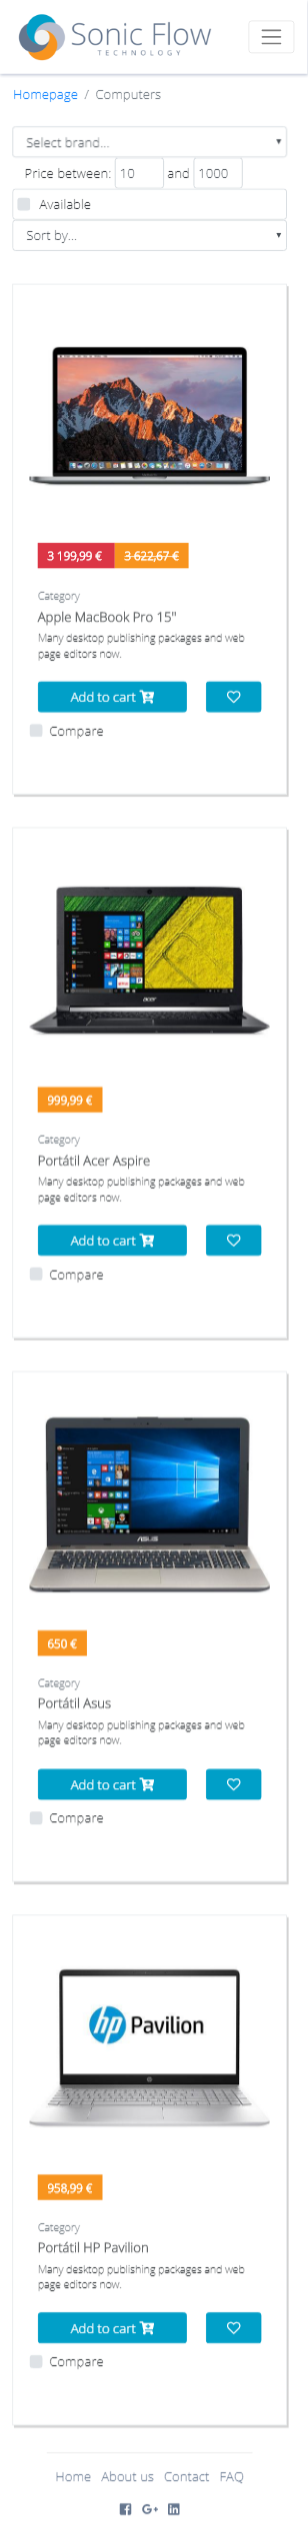 Sonic Flow
TECHNOLOGY
Homepage / Computers
Select brand...
Price between: 10 and 1000
Available
Sort by...
3 199,99 € 3 622,67 €
Category
Apple MacBook Pro 15"
Many desktop publishing packages and web
page editors now.
Add to cart
Compare
acer
999,99 €
Category
Portátil Acer Aspire
Many desktop publishing packages and web
page editors now.
Add to cart
Compare
ASUS
650 €
Category
Portátil Asus
Many desktop publishing packages and web
page editors now.
Add to cart
Compare
hp Pavilion
958,99 €
Category
Portátil HP Pavilion
Many desktop publishing packages and web
page editors now.
Add to cart
Compare
Home About us Contact FAQ